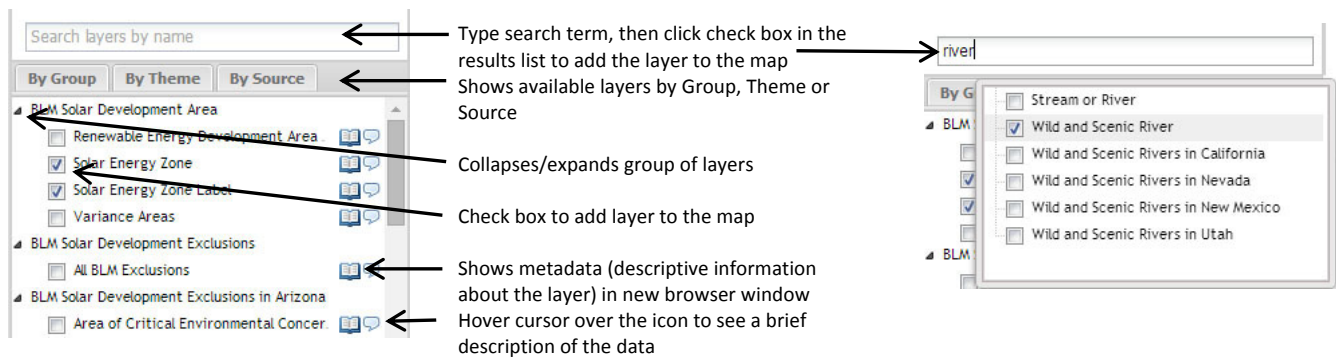 Search layers by name
By Group By Theme By Source
BLM Solar Development Area
Renewable Energy Development Area .
Solar Energy Zone
Solar Energy Zone Label
Variance Areas
BLM Solar Development Exclusions
All BLM Exclusions
BLM Solar Development Exclusions in Arizona
Area of Critical Environmental Concer.
Type search term, then click check box in the
results list to add the layer to the map
Shows available layers by Group, Theme or
Source
Collapses/expands group of layers
Check box to add layer to the map
Shows metadata (descriptive information
about the layer) in new browser window
Hover cursor over the icon to see a brief
description of the data
river
By G
Stream or River
BLM
Wild and Scenic River
Wild and Scenic Rivers in California
Wild and Scenic Rivers in Nevada
Wild and Scenic Rivers in New Mexico
Wild and Scenic Rivers in Utah
BLM